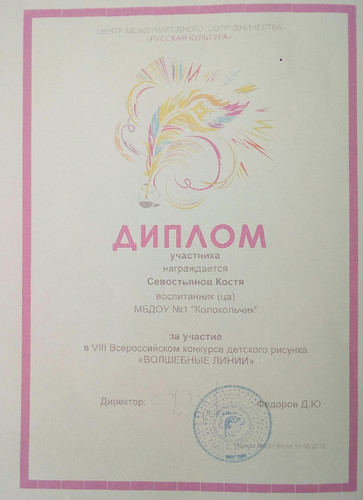 ЦЕНТР МЕЖДУНАРОДНОГО СОТРУДНИЧЕСТВА
«РУССКАЯ КУЛЬТУРА»
ДИПЛОМ
участника
награждается
Севостьянов Костя
воспитанник (ца)
МБДОУ №1 "Колокольчик"
за участие
в VIII Всероссийском конкурсе детского рисунка
«ВОЛШЕБНЫЕ ЛИНИИ»
Директор:
Федоров Д.Ю.